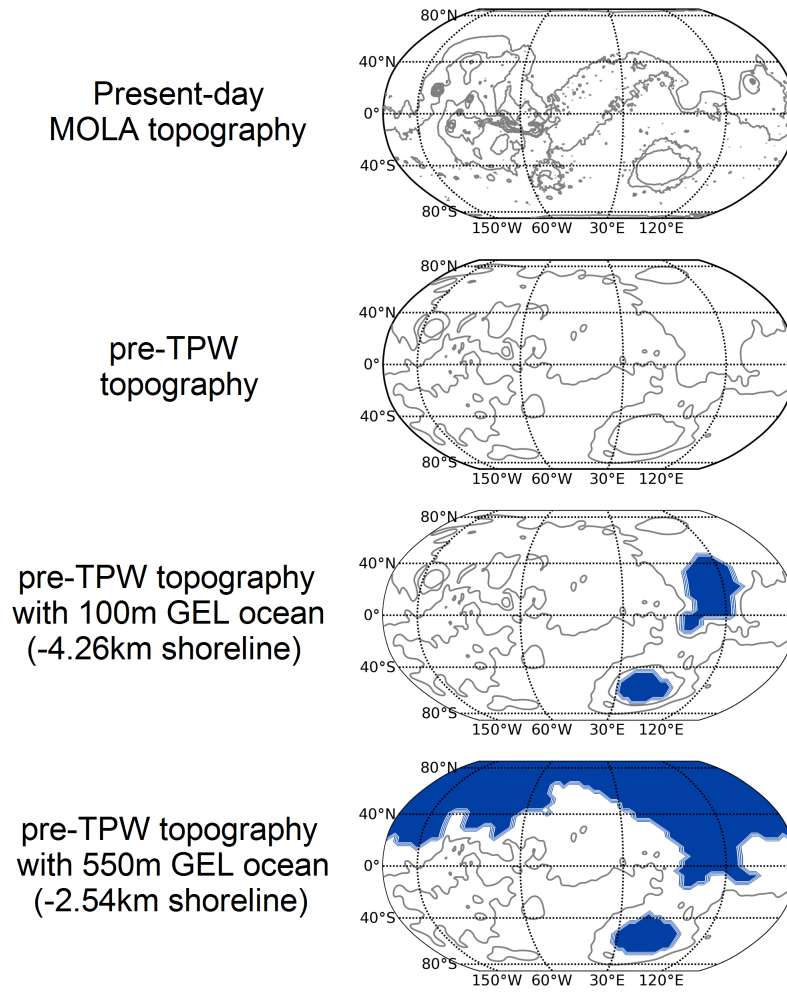 80°N
40°N
Present-day
MOLA topography
0°
40°S
80°S
150°W 60°W 30°E 120°E
80°N
40°N
pre-TPW
topography
0°
40°S
80°S
150°W 60°W 30°E 120°E
80°N
pre-TPW topography
with 100m GEL ocean
(-4.26km shoreline)
40°N
0°
40°S
80°S
150°W 60°W 30°E 120°E
80°N
pre-TPW topography
with 550m GEL ocean
(-2.54km shoreline)
40°N
0°
40°S
80°S
150°W 60°W 30°E 120°E